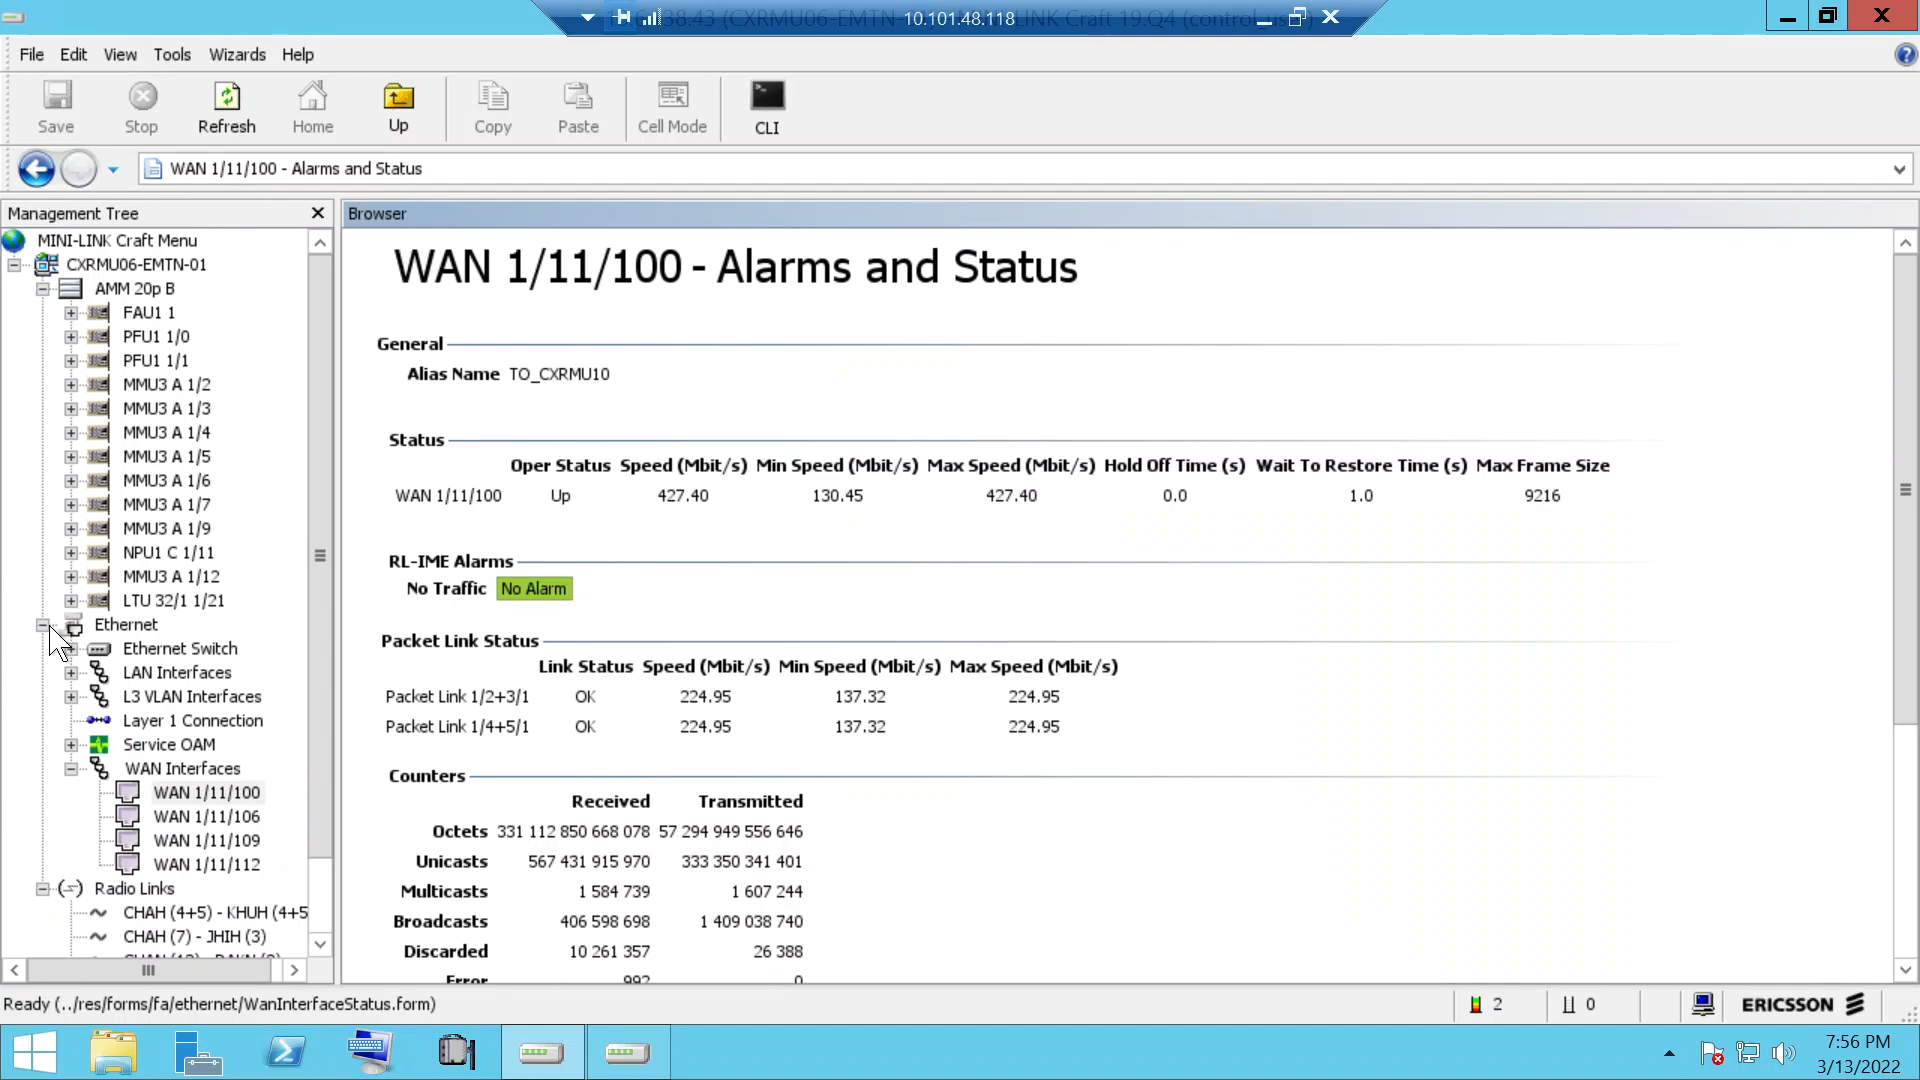 38.43 (CXRMU06-EMTN-
10.101.48.118
LINK Craft 19.Q4 (control_us
File Edit View Tools Wizards Help
Save Stop Refresh Home Up Copy Paste Cell Mode CLI
WAN 1/11/100 - Alarms and Status
Management Tree
Browser
MINI-LINK Craft Menu
CXRMU06-EMTN-01
AMM 20p B
FAU1 1
PFU1 1/0
PFU1 1/1
MMU3 A 1/2
MMU3 A 1/3
MMU3 A 1/4
MMU3 A 1/5
MMU3 A 1/6
MMU3 A 1/7
MMU3 A 1/9
NPU1 C 1/11
MMU3 A 1/12
LTU 32/1 1/21
Ethernet
Ethernet Switch
LAN Interfaces
L3 VLAN Interfaces
Layer 1 Connection
Service OAM
WAN Interfaces
WAN 1/11/100
WAN 1/11/106
WAN 1/11/109
WAN 1/11/112
Radio Links
CHAH (4+5) - KHUH (4+5
CHAH (7) - JHIH (3)
WAN 1/11/100 - Alarms and Status
General
Alias Name TO_CXRMU10
Status
Oper Status Speed (Mbit/s) Min Speed (Mbit/s) Max Speed (Mbit/s) Hold Off Time (s) Wait To Restore Time (s) Max Frame Size
WAN 1/11/100 Up 427.40 130.45 427.40 0.0 1.0 9216
RL-IME Alarms
No Traffic No Alarm
Packet Link Status
Link Status Speed (Mbit/s) Min Speed (Mbit/s) Max Speed (Mbit/s)
Packet Link 1/2+3/1 OK 224.95 137.32 224.95
Packet Link 1/4+5/1 OK 224.95 137.32 224.95
Counters
Received Transmitted
Octets 331 112 850 668 078 57 294 949 556 646
Unicasts 567 431 915 970 333 350 341 401
Multicasts 1 584 739 1 607 244
Broadcasts 406 598 698 1 409 038 740
Discarded 10 261 357 26 388
Error 992 0
Ready (../res/forms/fa/ethernet/WanInterfaceStatus.form)
2 0 ERICSSON
7:56 PM
3/13/2022